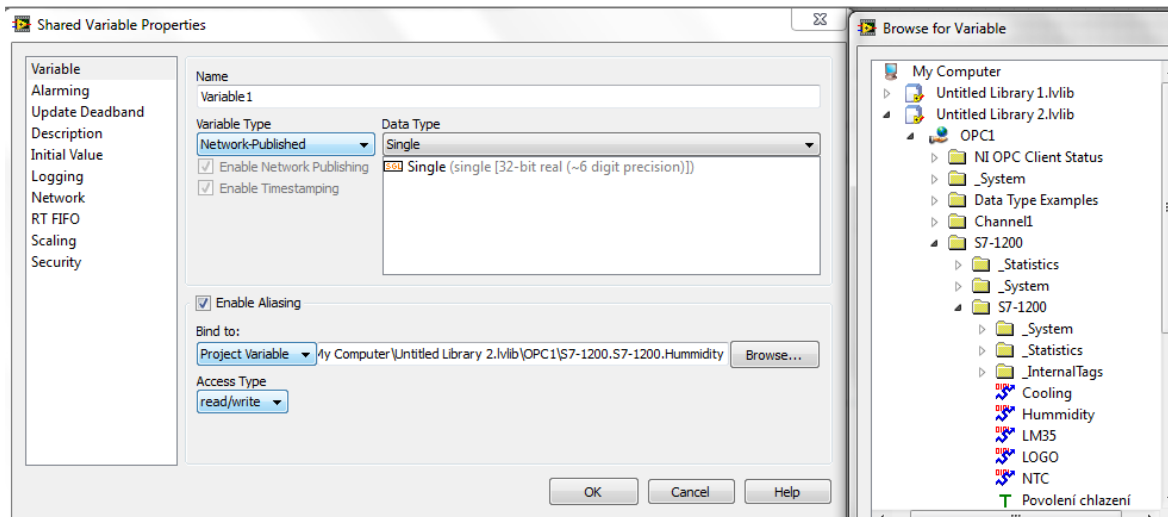 Shared Variable Properties
Variable
Alarming
Update Deadband
Description
Initial Value
Logging
Network
RT FIFO
Scaling
Security
Name
Variable1
Variable Type
Data Type
Network-Published
Single
Enable Network Publishing
Enable Timestamping
SGL Single (single [32-bit real (~6 digit precision)])
Enable Aliasing
Bind to:
Project Variable
My Computer\Untitled Library 2.lvlib\OPC1\S7-1200.S7-1200.Hummidity
Browse...
Access Type
read/write
OK
Cancel
Help
Browse for Variable
My Computer
Untitled Library 1.lvlib
Untitled Library 2.lvlib
OPC1
NI OPC Client Status
_System
Data Type Examples
Channel1
S7-1200
_Statistics
_System
S7-1200
_System
_Statistics
_InternalTags
Cooling
Hummidity
LM35
LOGO
NTC
Povolení chlazení